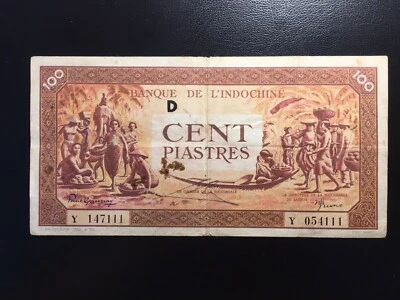 100
100
BANQUE DE L'INDOCHINE
D
CENT
PIASTRES
Y 147111
Y 054111